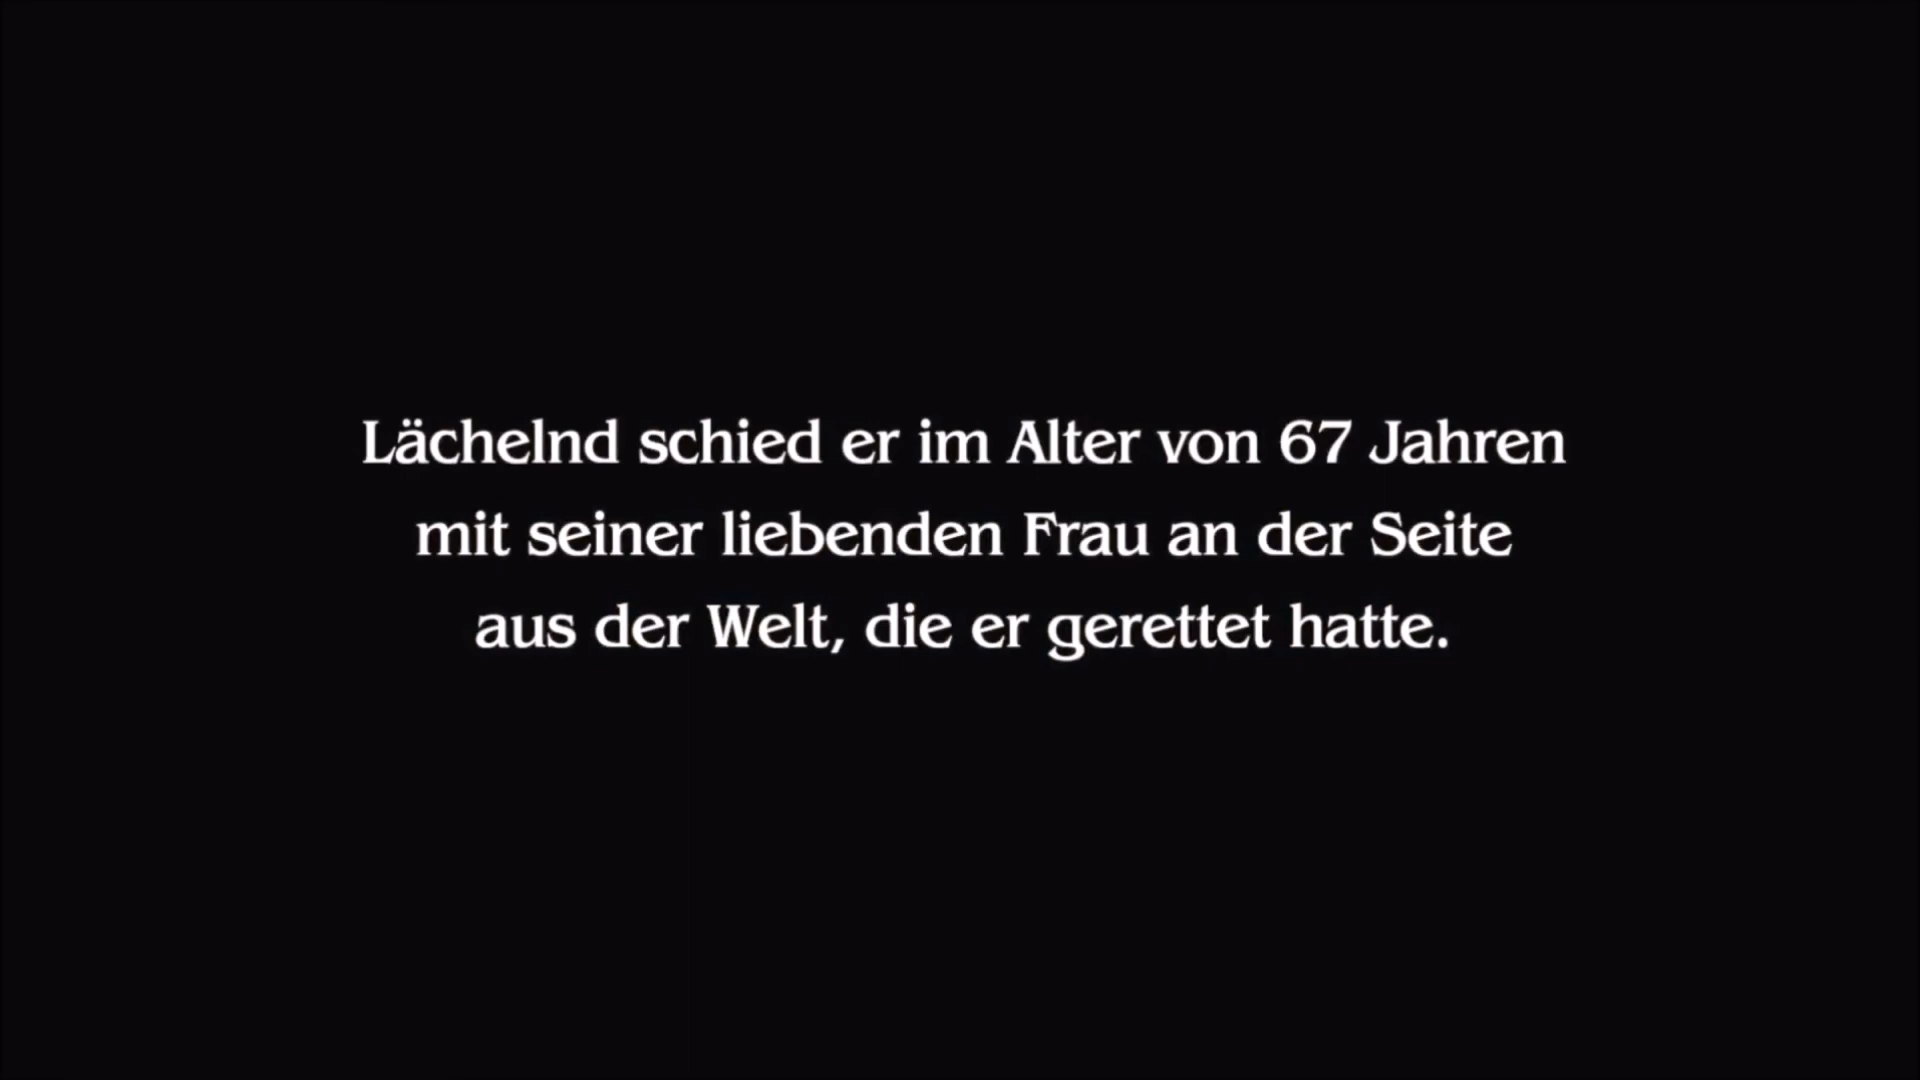 Lächelnd schied er im Alter von 67 Jahren
mit seiner liebenden Frau an der Seite
aus der Welt, die er gerettet hatte.